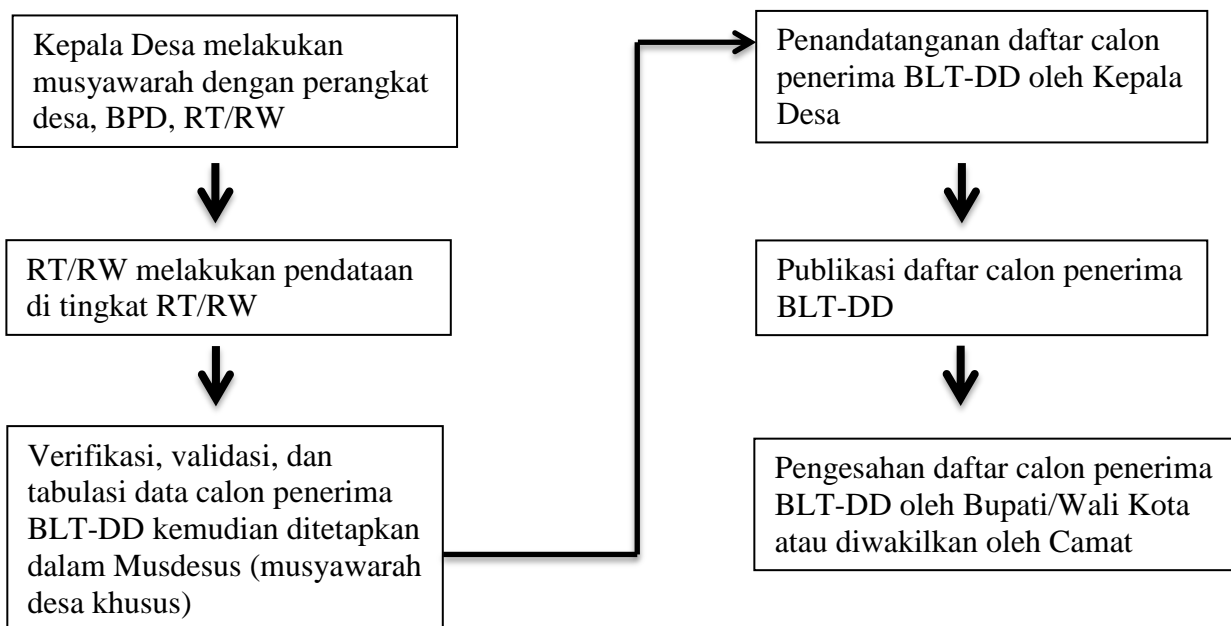 Kepala Desa melakukan
musyawarah dengan perangkat
desa, BPD, RT/RW
RT/RW melakukan pendataan
di tingkat RT/RW
Verifikasi, validasi, dan
tabulasi data calon penerima
BLT-DD kemudian ditetapkan
dalam Musdesus (musyawarah
desa khusus)
Penandatanganan daftar calon
penerima BLT-DD oleh Kepala
Desa
Publikasi daftar calon penerima
BLT-DD
Pengesahan daftar calon penerima
BLT-DD oleh Bupati/Wali Kota
atau diwakilkan oleh Camat